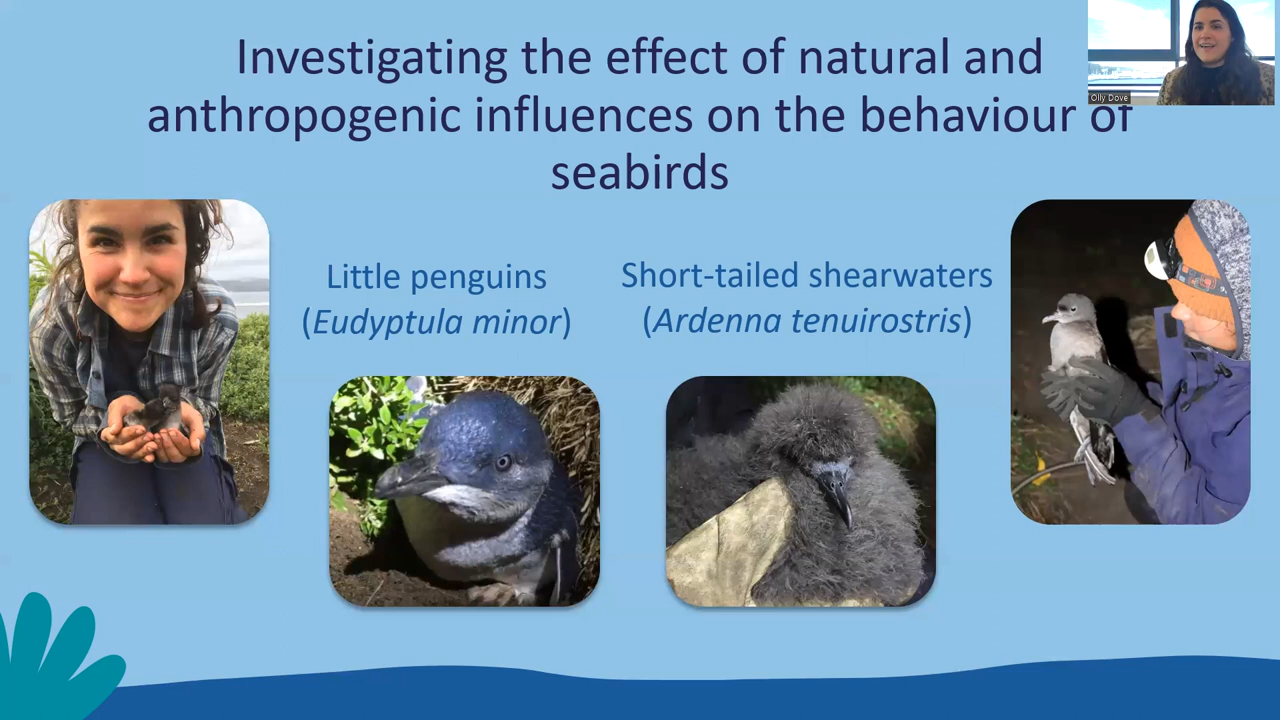 Investigating the effect of natural and
anthropogenic influences on the behaviour of
seabirds
Olly Dove
Little penguins
(Eudyptula minor)
Short-tailed shearwaters
(Ardenna tenuirostris)